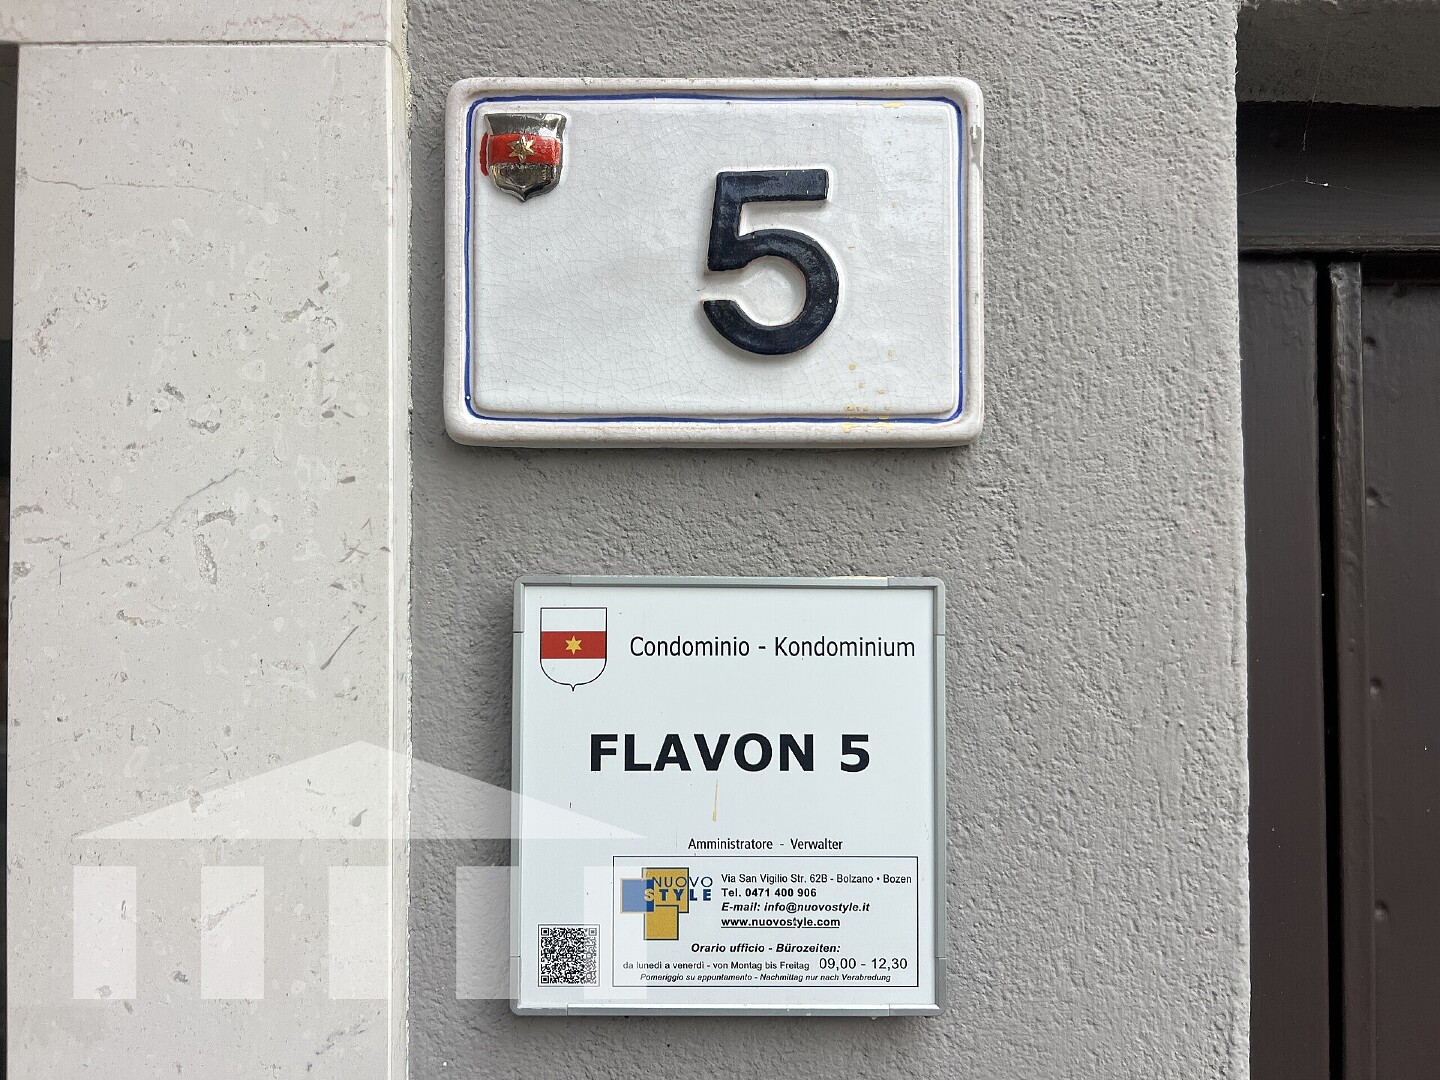 5
Condominio - Kondominium
FLAVON 5
Amministratore - Verwalter
NUOVO
STYLE
Via San Vigilio Str. 62B - Bolzano • Bozen
Tel. 0471 400 906
E-mail: info@nuovostyle.it
www.nuovostyle.com
Orario ufficio - Bürozeiten:
da lunedì a venerdì - von Montag bis Freitag 09,00 - 12,30
Pomeriggio su appuntamento - Nachmittag nur nach Verabredung